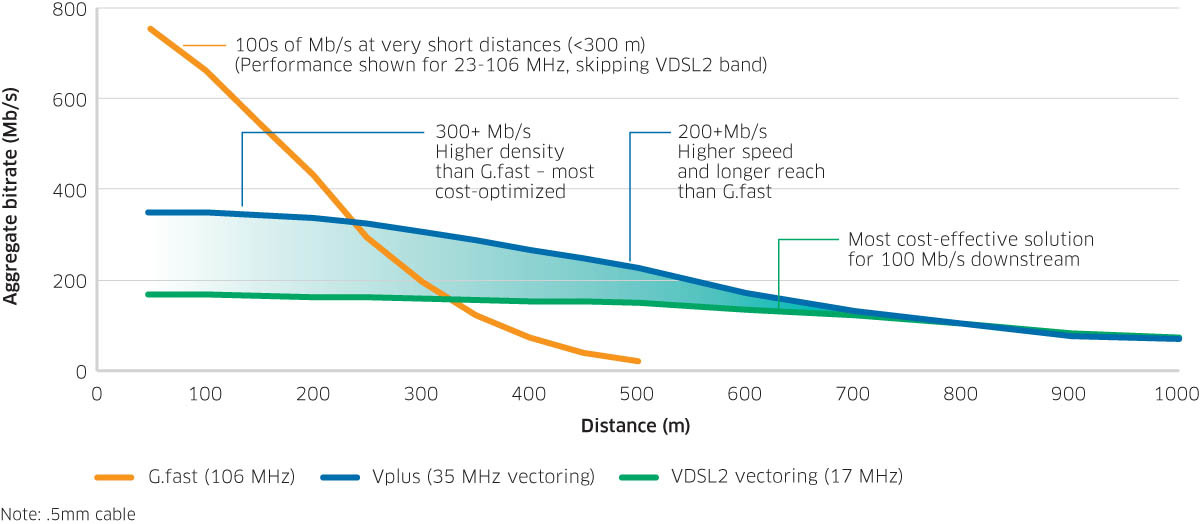 800
600
400
200
0
Aggregate bitrate (Mb/s)
100s of Mb/s at very short distances (<300 m)
(Performance shown for 23-106 MHz, skipping VDSL2 band)
300+ Mb/s
Higher density
than G.fast – most
cost-optimized
200+Mb/s
Higher speed
and longer reach
than G.fast
Most cost-effective solution
for 100 Mb/s downstream
0 100 200 300 400 500 600 700 800 900 1000
Distance (m)
G.fast (106 MHz) Vplus (35 MHz vectoring) VDSL2 vectoring (17 MHz)
Note: .5mm cable